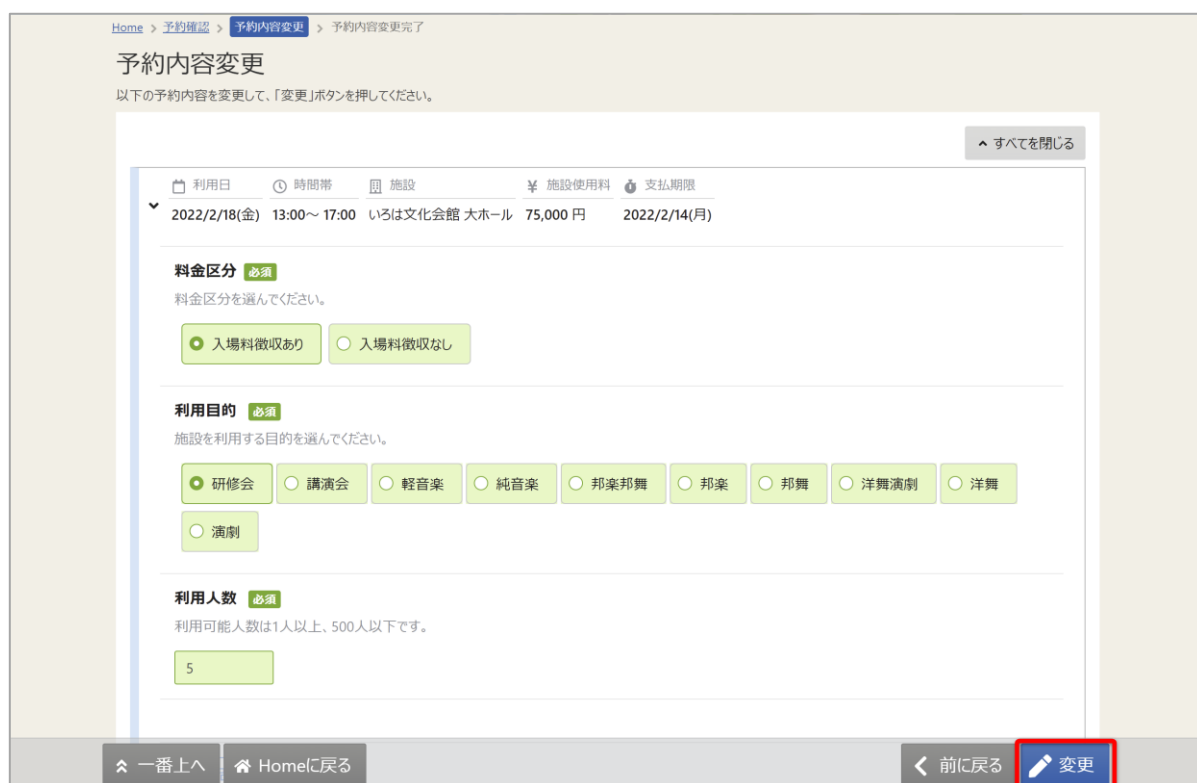 Home > 予約確認 > 予約内容変更 > 予約内容変更完了
予約内容変更
以下の予約内容を変更して、「変更」ボタンを押してください。
すべてを閉じる
利用日 時間帯 施設 ¥ 施設使用料 支払期限
2022/2/18(金) 13:00～ 17:00 いろは文化会館 大ホール 75,000 円 2022/2/14(月)
料金区分 必須
料金区分を選んでください。
入場料徴収あり 入場料徴収なし
利用目的 必須
施設を利用する目的を選んでください。
研修会 講演会 軽音楽 純音楽 邦楽邦舞 邦楽 邦舞 洋舞演劇 洋舞
演劇
利用人数 必須
利用可能人数は1人以上、500人以下です。
5
一番上へ Homeに戻る 前に戻る 変更